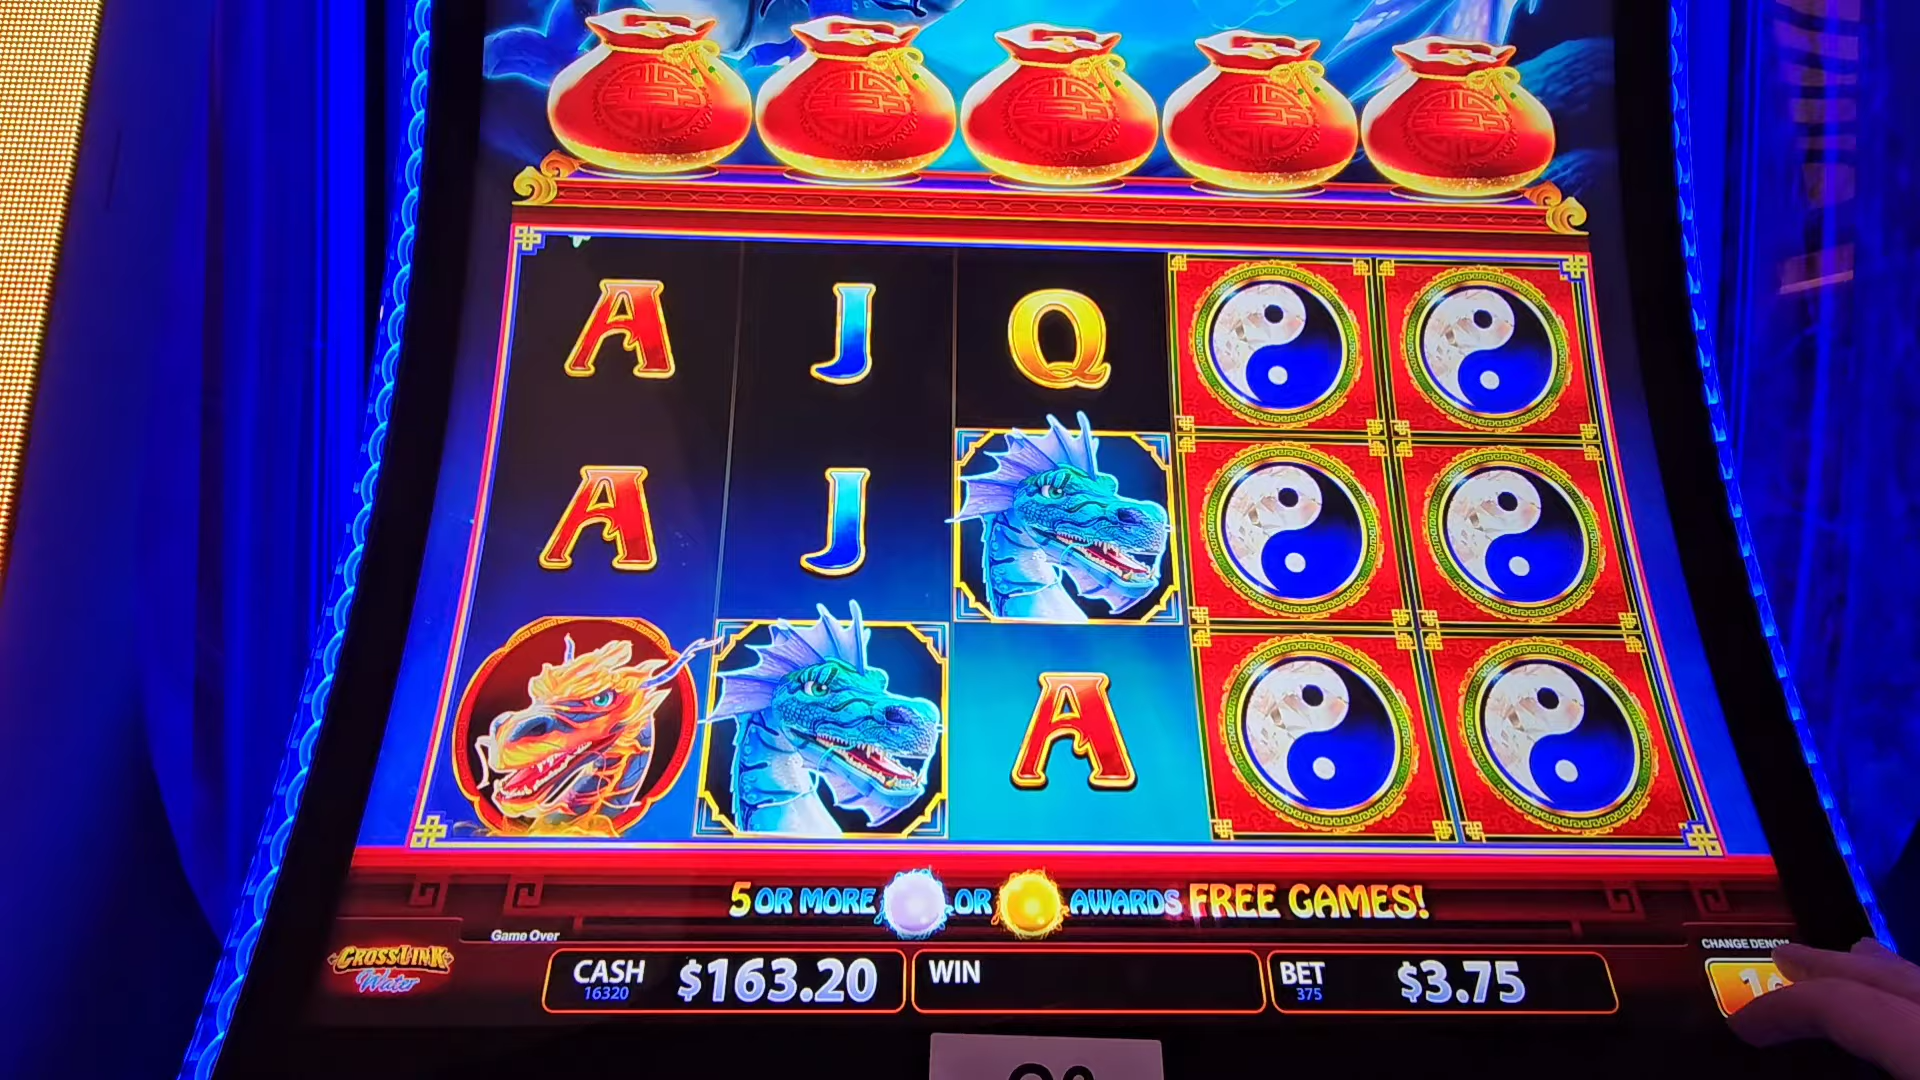 A J Q
A J
A
5 OR MORE OR AWARDS FREE GAMES!
Game Over
CHANGE DENOM
CROSSLINK
Water
CASH $163.20
16320
WIN
BET $3.75
375
1¢